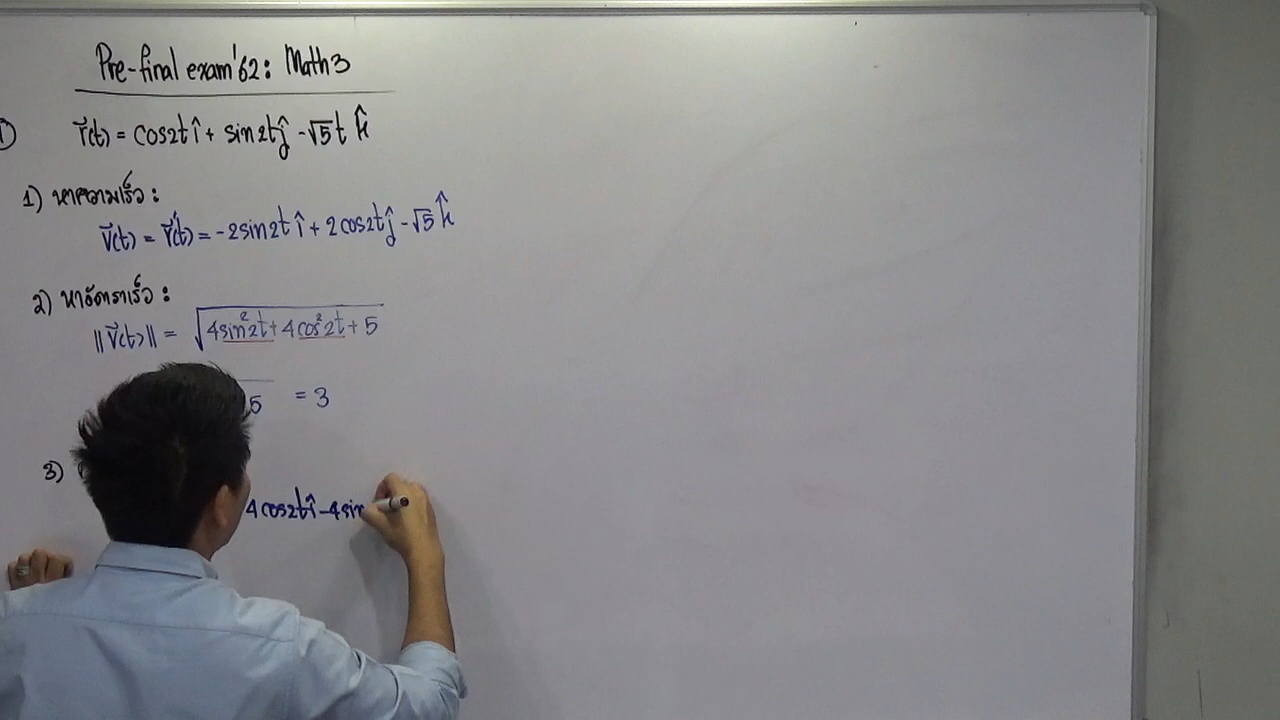 Pre-final exam'62: Math3
1) r⃗(t) = cos2t î + sin2t ĵ - √5 t k̂
1) หาความเร็ว :
v⃗(t) = r⃗'(t) = -2sin2t î + 2cos2t ĵ - √5 k̂
2) หาอัตราเร็ว :
||v⃗(t)|| = √(4sin²2t + 4cos²2t + 5)
5 = 3
3)
4cos2t î - 4sin